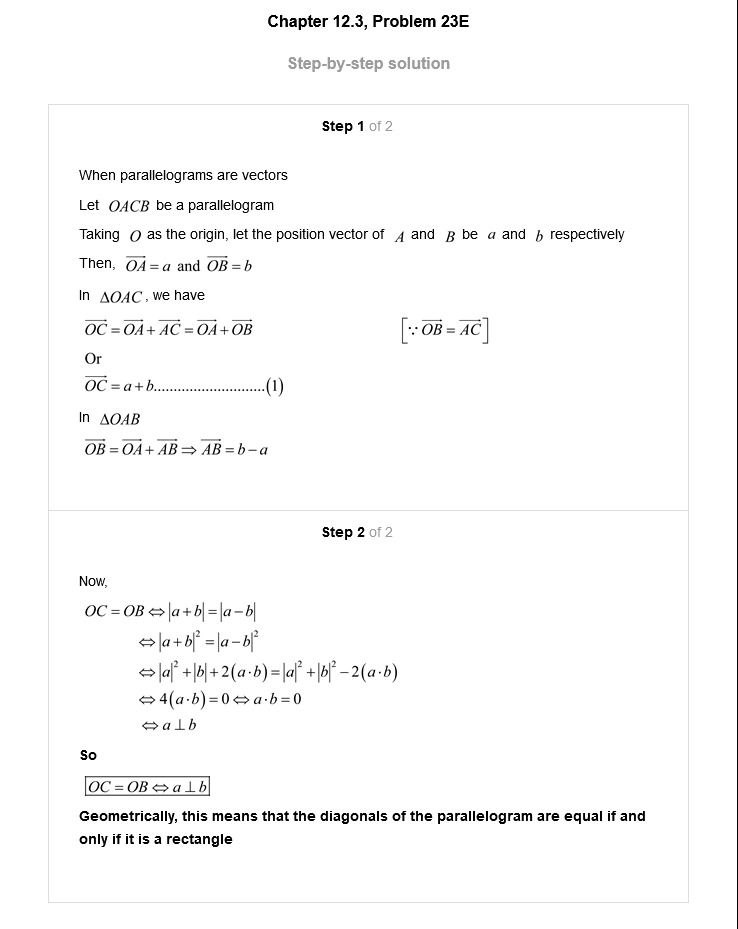 Chapter 12.3, Problem 23E
Step-by-step solution
Step 1 of 2
When parallelograms are vectors
Let OACB be a parallelogram
Taking O as the origin, let the position vector of A and B be a and b respectively
Then, $\overrightarrow{OA} = a$ and $\overrightarrow{OB} = b$
In ΔOAC, we have
$\overrightarrow{OC} = \overrightarrow{OA} + \overrightarrow{AC} = \overrightarrow{OA} + \overrightarrow{OB}$ $\left[\because \overrightarrow{OB} = \overrightarrow{AC}\right]$
Or
$\overrightarrow{OC} = a + b$............................(1)
In ΔOAB
$\overrightarrow{OB} = \overrightarrow{OA} + \overrightarrow{AB} \Rightarrow \overrightarrow{AB} = b - a$
Step 2 of 2
Now,
$OC = OB \Leftrightarrow |a+b| = |a-b|$
$\Leftrightarrow |a+b|^2 = |a-b|^2$
$\Leftrightarrow |a|^2 + |b| + 2(a \cdot b) = |a|^2 + |b|^2 - 2(a \cdot b)$
$\Leftrightarrow 4(a \cdot b) = 0 \Leftrightarrow a \cdot b = 0$
$\Leftrightarrow a \perp b$
So
$OC = OB \Leftrightarrow a \perp b$
Geometrically, this means that the diagonals of the parallelogram are equal if and
only if it is a rectangle